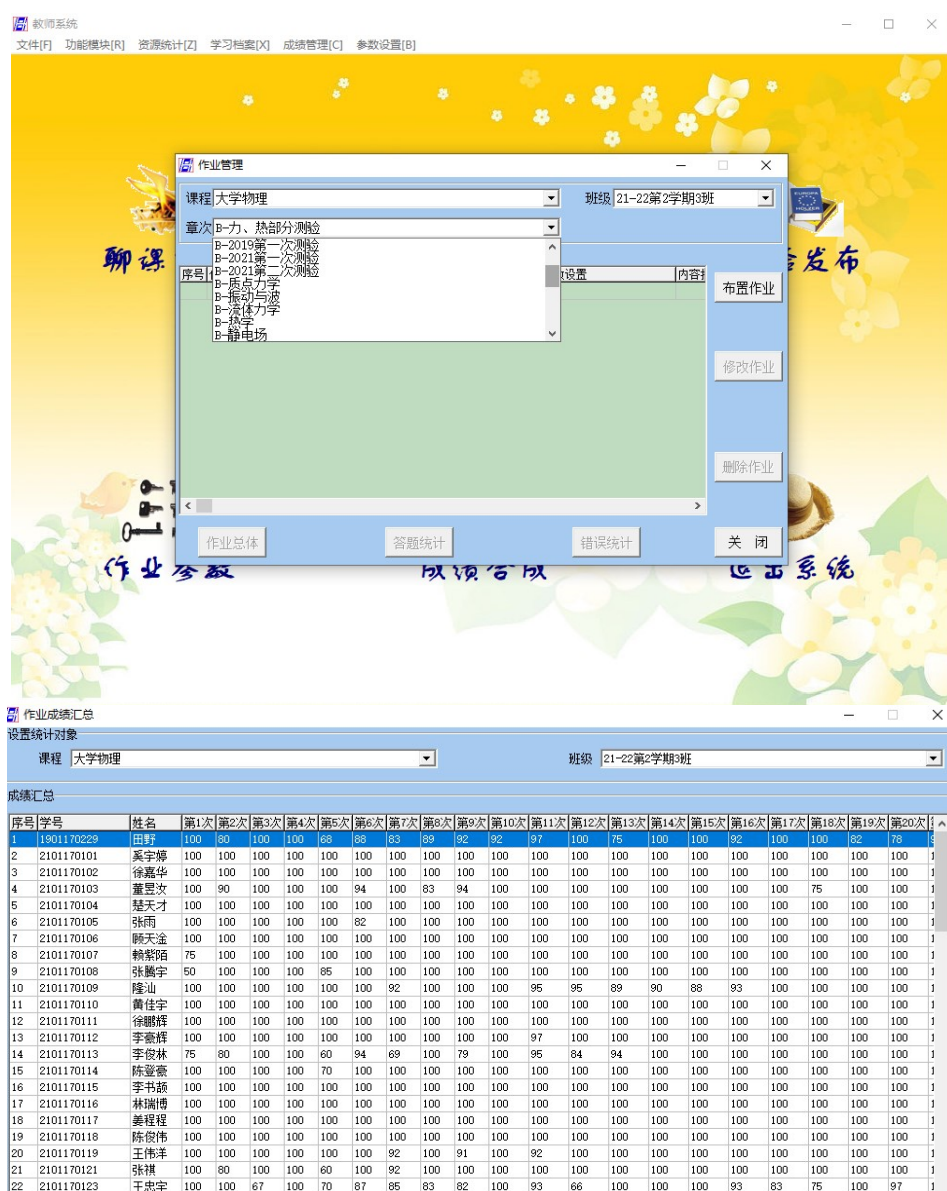 教师系统
文件[F] 功能模块[R] 资源统计[Z] 学习档案[X] 成绩管理[C] 参数设置[B]
作业管理
课程 大学物理 班级 21-22第2学期3班
章次 B-力、热部分测验
B-2019第一次测验
B-2021第一次测验
B-2021第二次测验
B-质点力学
B-振动与波
B-流体力学
B-热学
B-静电场
聊 课 发 布
序号 设置 内容
布置作业
修改作业
删除作业
作业总体 答题统计 错误统计 关 闭
作 业 参 数 成 绩 合 成 退 出 系 统
作业成绩汇总
设置统计对象
课程 大学物理 班级 21-22第2学期3班
成绩汇总
序号 学号 姓名 第1次 第2次 第3次 第4次 第5次 第6次 第7次 第8次 第9次 第10次 第11次 第12次 第13次 第14次 第15次 第16次 第17次 第18次 第19次 第20次
1 1901170229 田野 100 80 100 100 68 88 83 89 92 92 97 100 75 100 100 92 100 100 82 78
2 2101170101 奚宇婷 100 100 100 100 100 100 100 100 100 100 100 100 100 100 100 100 100 100 100 100
3 2101170102 徐嘉华 100 100 100 100 100 100 100 100 100 100 100 100 100 100 100 100 100 100 100 100
4 2101170103 董昱汝 100 90 100 100 100 94 100 83 94 100 100 100 100 100 100 100 100 75 100 100
5 2101170104 楚天才 100 100 100 100 100 100 100 100 100 100 100 100 100 100 100 100 100 100 100 100
6 2101170105 张雨 100 100 100 100 100 82 100 100 100 100 100 100 100 100 100 100 100 100 100 100
7 2101170106 顾天淦 100 100 100 100 100 100 100 100 100 100 100 100 100 100 100 100 100 100 100 100
8 2101170107 赖紫陌 75 100 100 100 100 100 100 100 100 100 100 100 100 100 100 100 100 100 100 100
9 2101170108 张腾宇 50 100 100 100 85 100 100 100 100 100 100 100 100 100 100 100 100 100 100 100
10 2101170109 隆汕 100 100 100 100 100 100 92 100 100 100 95 95 89 90 88 93 100 100 100 100
11 2101170110 黄佳宇 100 100 100 100 100 100 100 100 100 100 100 100 100 100 100 100 100 100 100 100
12 2101170111 徐鹏辉 100 100 100 100 100 100 100 100 100 100 100 100 100 100 100 100 100 100 100 100
13 2101170112 李豪辉 100 100 100 100 100 100 100 100 100 100 97 100 100 100 100 100 100 100 100 100
14 2101170113 李俊林 75 80 100 100 60 94 69 100 79 100 95 84 94 100 100 100 100 100 100 100
15 2101170114 陈登豪 100 100 100 100 70 100 100 100 100 100 100 100 100 100 100 100 100 100 100 100
16 2101170115 李书颉 100 100 100 100 100 100 100 100 100 100 100 100 100 100 100 100 100 100 100 100
17 2101170116 林瑞博 100 100 100 100 100 100 100 100 100 100 100 100 100 100 100 100 100 100 100 100
18 2101170117 姜程程 100 100 100 100 100 100 100 100 100 100 100 100 100 100 100 100 100 100 100 100
19 2101170118 陈俊伟 100 100 100 100 100 100 100 100 100 100 100 100 100 100 100 100 100 100 100 100
20 2101170119 王伟洋 100 100 100 100 100 100 92 100 91 100 92 100 100 100 100 100 100 100 100 100
21 2101170121 张祺 100 80 100 100 60 100 92 100 100 100 100 100 100 100 100 100 100 100 100 100
22 2101170123 王忠宇 100 100 67 100 70 87 85 83 82 100 93 66 100 100 100 93 83 75 100 97